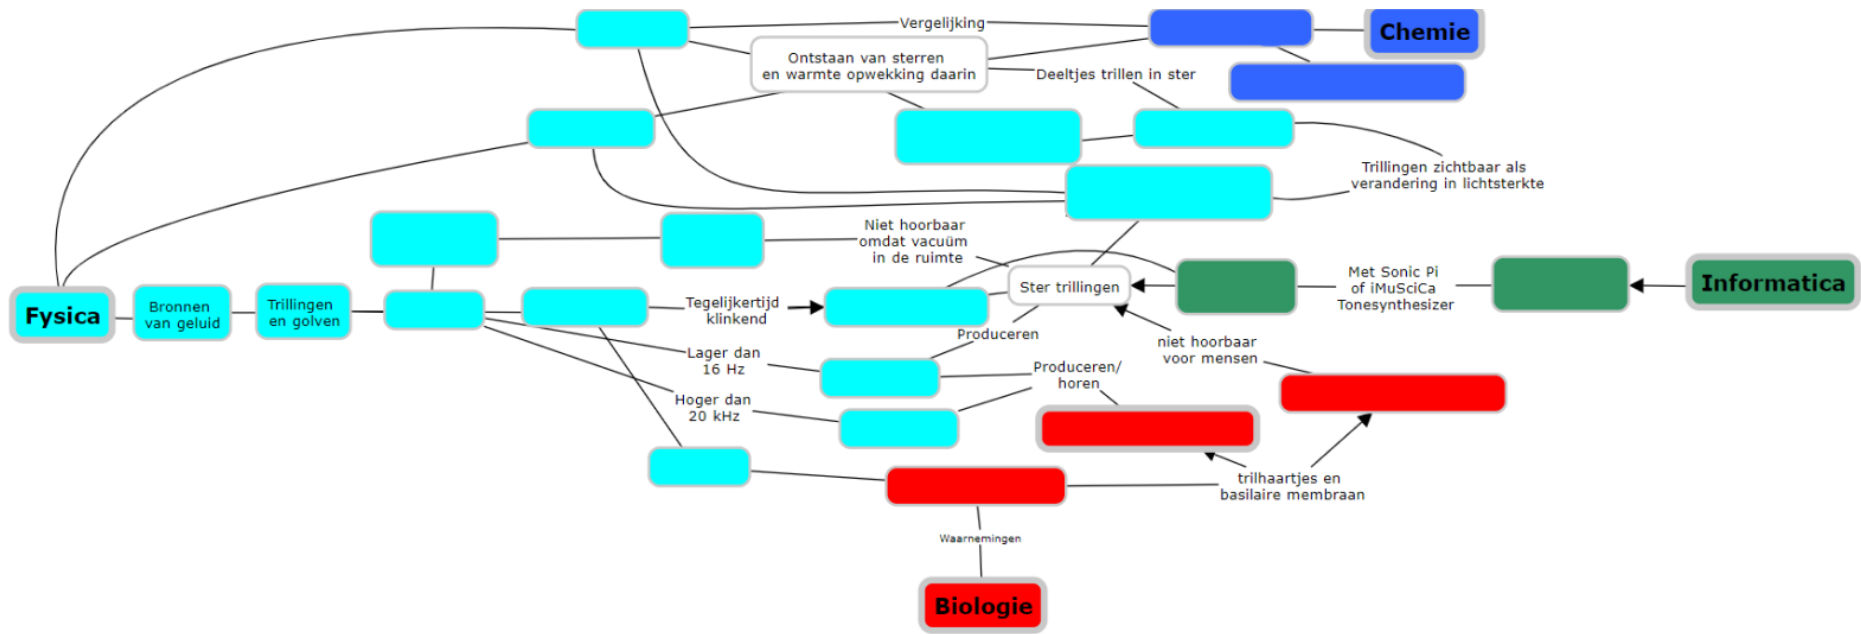 Vergelijking
Chemie
Ontstaan van sterren
en warmte opwekking daarin
Deeltjes trillen in ster
Trillingen zichtbaar als
verandering in lichtsterkte
Niet hoorbaar
omdat vacuüm
in de ruimte
Fysica
Bronnen
van geluid
Trillingen
en golven
Tegelijkertijd
klinkend
Ster trillingen
Met Sonic Pi
of iMuSciCa
Tonesynthesizer
Informatica
Produceren
Lager dan
16 Hz
niet hoorbaar
voor mensen
Produceren/
horen
Hoger dan
20 kHz
trilhaartjes en
basilaire membraan
Waarnemingen
Biologie